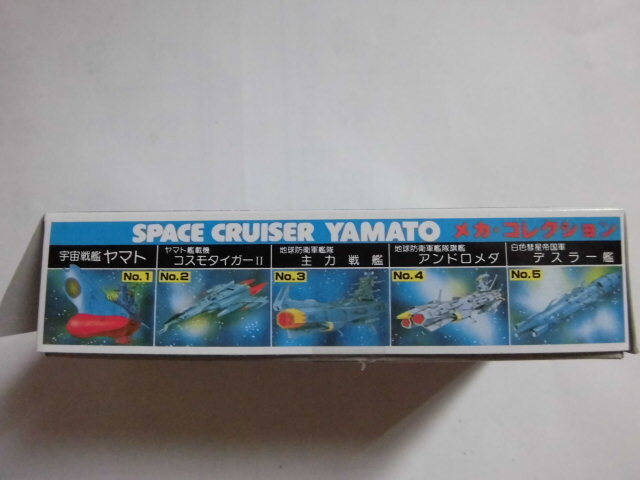 SPACE CRUISER YAMATO メカ・コレクション
宇宙戦艦 ヤマト
No.1
ヤマト艦載機
コスモタイガーII
No.2
地球防衛軍艦隊
主力戦艦
No.3
地球防衛軍艦隊旗艦
アンドロメダ
No.4
白色彗星帝国軍
デスラー艦
No.5